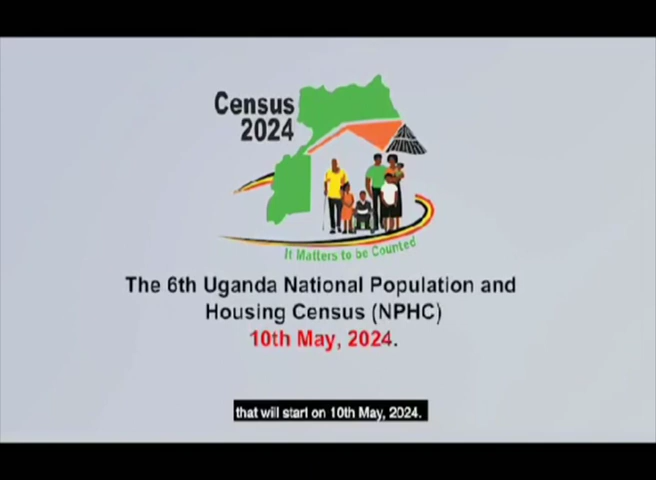 Census
2024
It Matters to be Counted
The 6th Uganda National Population and
Housing Census (NPHC)
10th May, 2024.
that will start on 10th May, 2024.